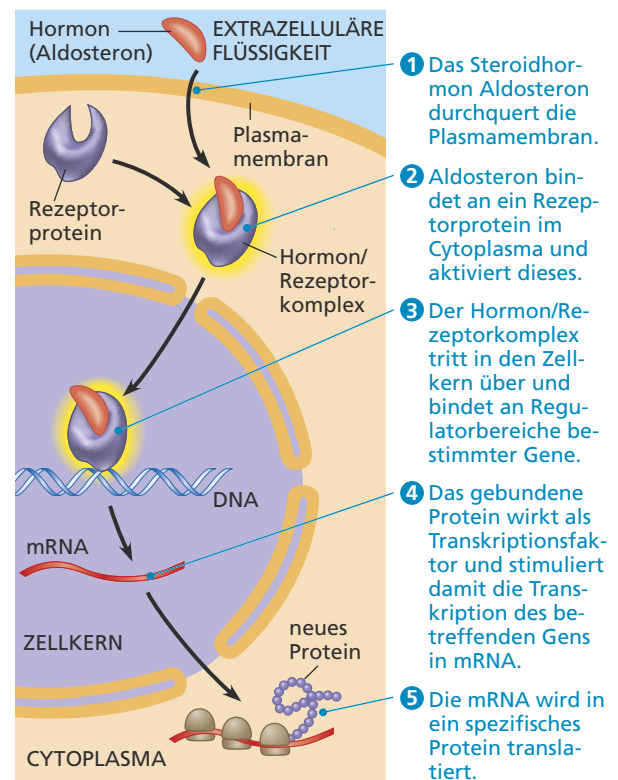 Hormon
(Aldosteron)
EXTRAZELLULÄRE
FLÜSSIGKEIT
Plasma-
membran
Rezeptor-
protein
Hormon/
Rezeptor-
komplex
DNA
mRNA
ZELLKERN
neues
Protein
CYTOPLASMA
1 Das Steroidhor-
mon Aldosteron
durchquert die
Plasmamembran.
2 Aldosteron bin-
det an ein Rezep-
torprotein im
Cytoplasma und
aktiviert dieses.
3 Der Hormon/Re-
zeptorkomplex
tritt in den Zell-
kern über und
bindet an Regu-
latorbereiche be-
stimmter Gene.
4 Das gebundene
Protein wirkt als
Transkriptionsfak-
tor und stimuliert
damit die Trans-
kription des be-
treffenden Gens
in mRNA.
5 Die mRNA wird in
ein spezifisches
Protein transla-
tiert.